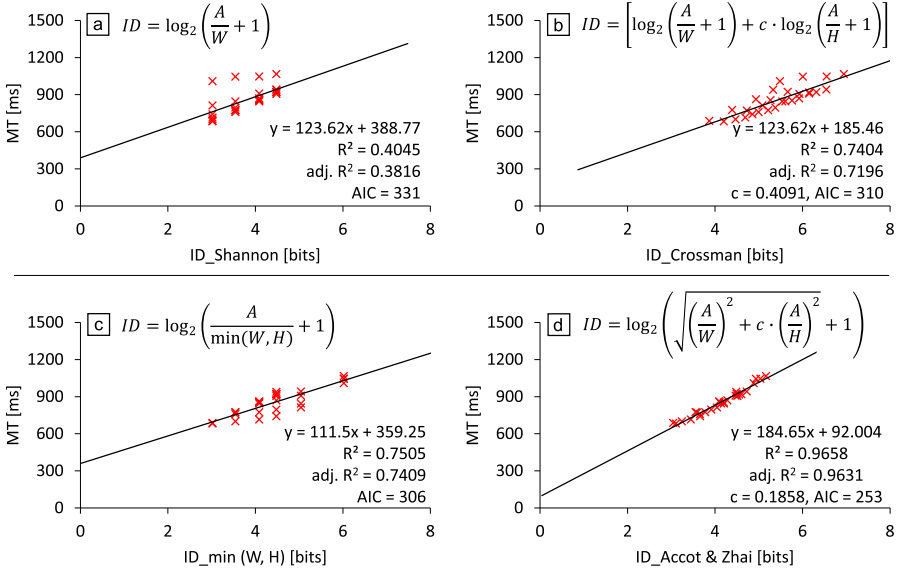 a ID = log₂ (A/W + 1)
1500
1200
900
600
300
0
MT [ms]
y = 123.62x + 388.77
R² = 0.4045
adj. R² = 0.3816
AIC = 331
0 2 4 6 8
ID_Shannon [bits]
b ID = [log₂ (A/W + 1) + c · log₂ (A/H + 1)]
1500
1200
900
600
300
0
MT [ms]
y = 123.62x + 185.46
R² = 0.7404
adj. R² = 0.7196
c = 0.4091, AIC = 310
0 2 4 6 8
ID_Crossman [bits]
c ID = log₂ (A/min(W, H) + 1)
1500
1200
900
600
300
0
MT [ms]
y = 111.5x + 359.25
R² = 0.7505
adj. R² = 0.7409
AIC = 306
0 2 4 6 8
ID_min (W, H) [bits]
d ID = log₂ (√((A/W)² + c · (A/H)²) + 1)
1500
1200
900
600
300
0
MT [ms]
y = 184.65x + 92.004
R² = 0.9658
adj. R² = 0.9631
c = 0.1858, AIC = 253
0 2 4 6 8
ID_Accot & Zhai [bits]